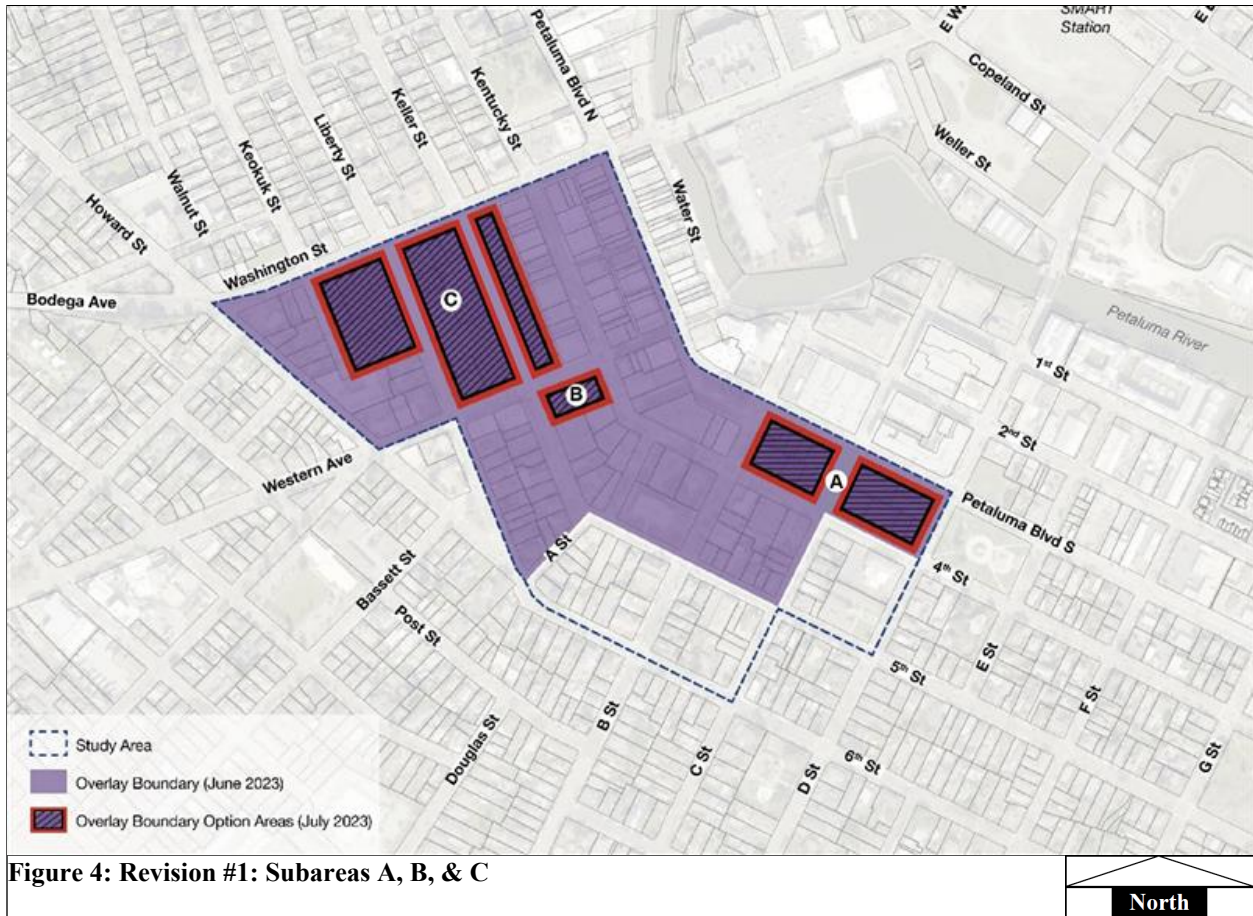 SMART
Station
Copeland St
Weller St
Petaluma Blvd N
Kentucky St
Keller St
Liberty St
Keokuk St
Walnut St
Howard St
Washington St
Bodega Ave
Water St
Petaluma River
C
B
A
1st St
2nd St
Petaluma Blvd S
4th St
5th St
6th St
Western Ave
A St
Bassett St
Post St
Douglas St
B St
C St
D St
E St
F St
G St
Study Area
Overlay Boundary (June 2023)
Overlay Boundary Option Areas (July 2023)
Figure 4: Revision #1: Subareas A, B, & C
North